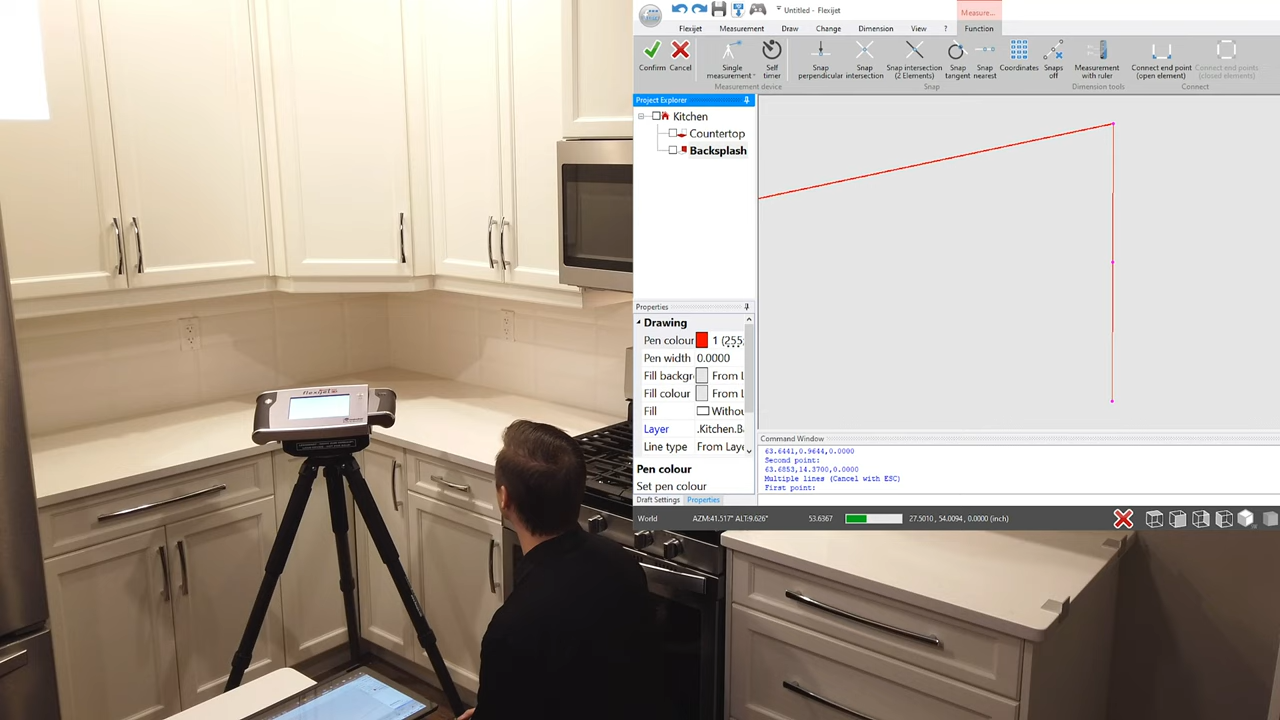 Untitled - Flexijet
Measure...
FLEXIJET
Flexijet Measurement Draw Change Dimension View ? Function
Confirm Cancel Single measurement Self timer Snap perpendicular Snap intersection Snap intersection (2 Elements) Snap tangent Snap nearest Coordinates Snaps off Measurement with ruler Connect end point (open element) Connect end points (closed elements)
Measurement device Snap Dimension tools Connect
Project Explorer
Kitchen
Countertop
Backsplash
Properties
Drawing
Pen colour 1 (255;
Pen width 0.0000
Fill backgr From L
Fill colour From L
Fill Withou
Layer .Kitchen.B
Line type From Laye
Pen colour
Set pen colour
Draft Settings Properties
Command Window
63.6441,0.9644,0.0000
Second point:
63.6853,14.3700,0.0000
Multiple lines (Cancel with ESC)
First point:
World AZM:41.517° ALT:9.626° 53.6367 27.5010 , 54.0094 , 0.0000 (inch)
flexijet